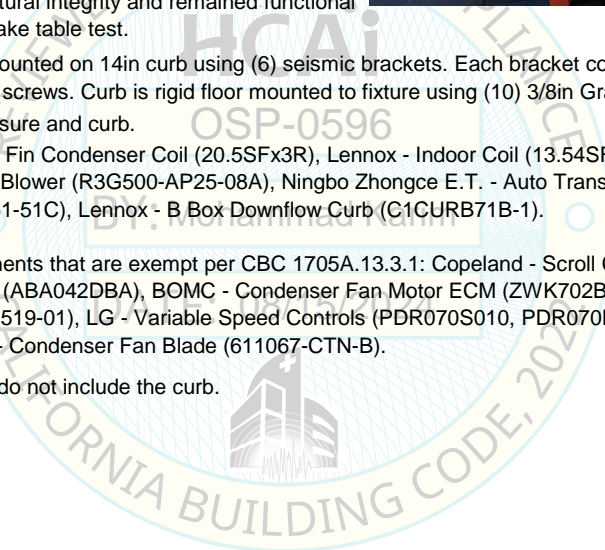 tural integrity and remained functional
ake table test.
HCAi
ounted on 14in curb using (6) seismic brackets. Each bracket co
screws. Curb is rigid floor mounted to fixture using (10) 3/8in Gra
sure and curb.
OSP-0596
Fin Condenser Coil (20.5SFx3R), Lennox - Indoor Coil (13.54SF
Blower (R3G500-AP25-08A), Ningbo Zhongce E.T. - Auto Trans
1-51C), Lennox - B Box Downflow Curb (C1CURB71B-1).
BY: Mohammad Karim
nents that are exempt per CBC 1705A.13.3.1: Copeland - Scroll C
(ABA042DBA), BOMC - Condenser Fan Motor ECM (ZWK702B
DATE: 08/15/2024
519-01), LG - Variable Speed Controls (PDR070S010, PDR070
- Condenser Fan Blade (611067-CTN-B).
do not include the curb.
IFORNIA BUILDING CODE, 202